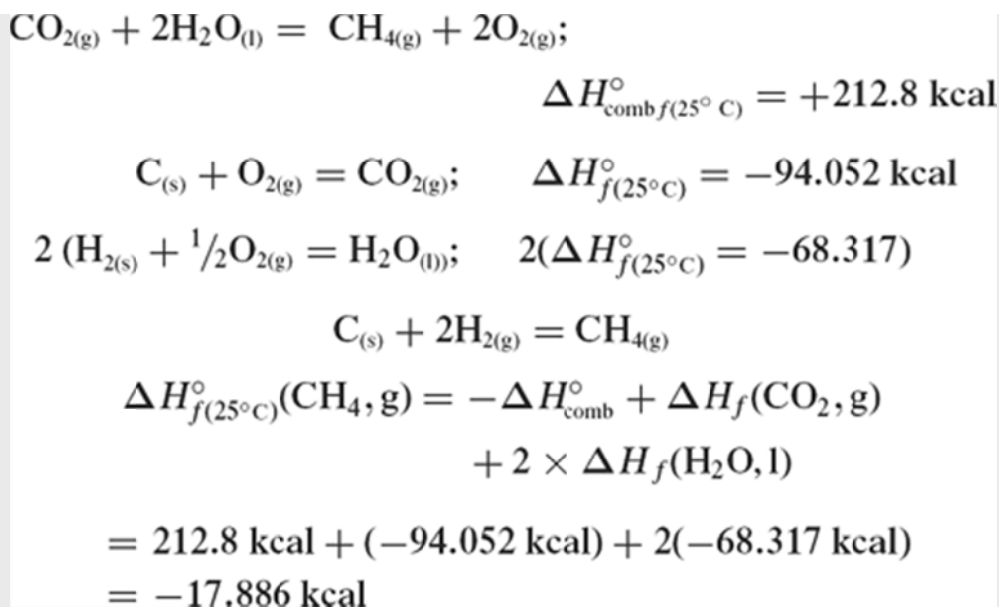 CO₂(g) + 2H₂O(l) = CH₄(g) + 2O₂(g);
ΔH°comb f(25° C) = +212.8 kcal
C(s) + O₂(g) = CO₂(g); ΔH°f(25°C) = −94.052 kcal
2 (H₂(s) + ½O₂(g) = H₂O(l)); 2(ΔH°f(25°C) = −68.317)
C(s) + 2H₂(g) = CH₄(g)
ΔH°f(25°C)(CH₄, g) = −ΔH°comb + ΔHf(CO₂, g)
+ 2 × ΔHf(H₂O, l)
= 212.8 kcal + (−94.052 kcal) + 2(−68.317 kcal)
= −17.886 kcal